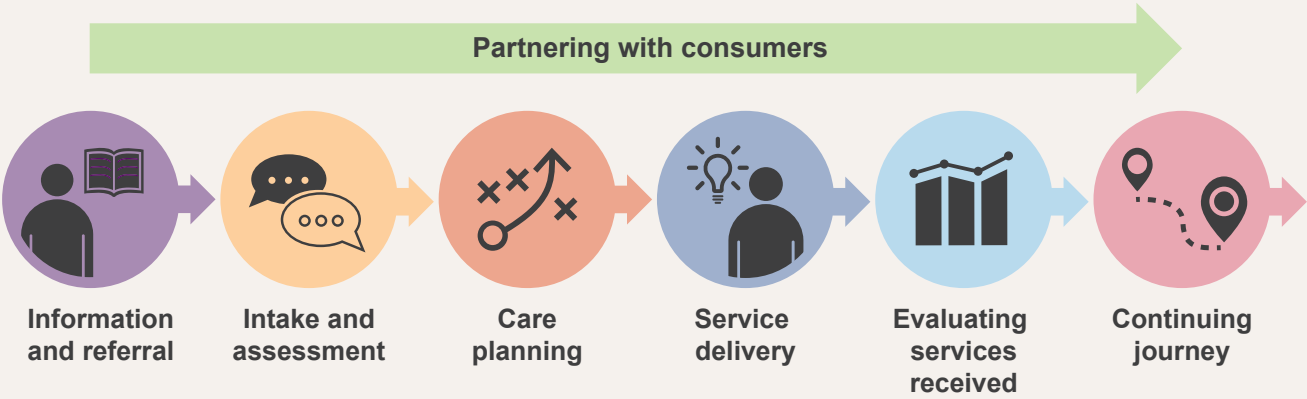 Partnering with consumers
Information
and referral
Intake and
assessment
Care
planning
Service
delivery
Evaluating
services
received
Continuing
journey